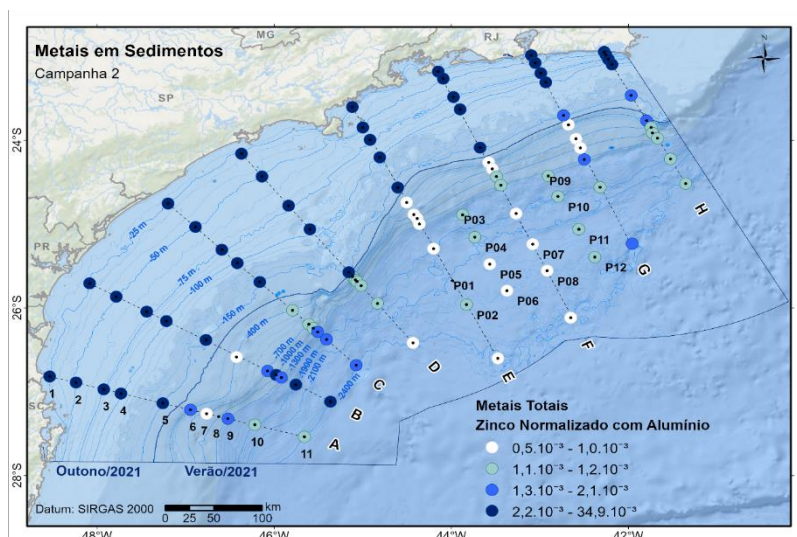 Metais em Sedimentos
Campanha 2
MG
RJ
SP
PR
SC
N
24°S
26°S
28°S
-25 m
-50 m
-75 m
-100 m
-150 m
-400 m
-700 m
-1000 m
-1300 m
-1900 m
-2100 m
-2400 m
P09
P10
P03
P04
P11
P07
P12
P05
P08
P01
P06
P02
H
G
F
E
D
C
B
A
1
2
3
4
5
6
7
8
9
10
11
Outono/2021
Verão/2021
Metais Totais
Zinco Normalizado com Alumínio
0,5.10⁻³ - 1,0.10⁻³
1,1.10⁻³ - 1,2.10⁻³
1,3.10⁻³ - 2,1.10⁻³
2,2.10⁻³ - 34,9.10⁻³
Datum: SIRGAS 2000
km
0 25 50 100
48°W
46°W
44°W
42°W